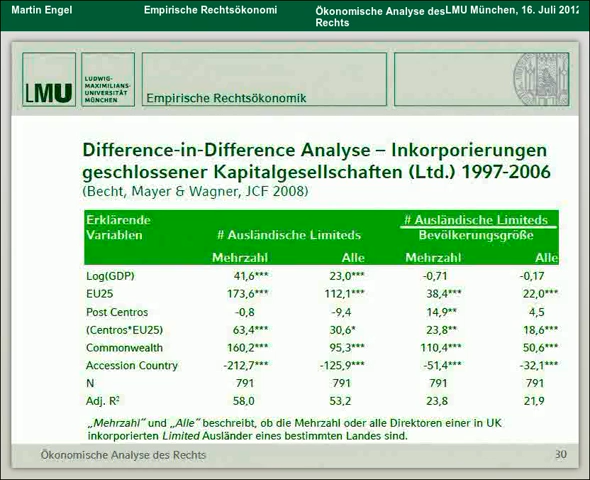 Martin Engel Empirische Rechtsökonomi Ökonomische Analyse des LMU München, 16. Juli 2012
Rechts
LMU LUDWIG-
MAXIMILIANS-
UNIVERSITÄT
MÜNCHEN
Empirische Rechtsökonomik
Difference-in-Difference Analyse – Inkorporierungen
geschlossener Kapitalgesellschaften (Ltd.) 1997-2006
(Becht, Mayer & Wagner, JCF 2008)
Erklärende # Ausländische Limiteds
Variablen # Ausländische Limiteds Bevölkerungsgröße
Mehrzahl Alle Mehrzahl Alle
Log(GDP) 41,6*** 23,0*** -0,71 -0,17
EU25 173,6*** 112,1*** 38,4*** 22,0***
Post Centros -0,8 -9,4 14,9** 4,5
(Centros*EU25) 63,4*** 30,6* 23,8** 18,6***
Commonwealth 160,2*** 95,3*** 110,4*** 50,6***
Accession Country -212,7*** -125,9*** -51,4*** -32,1***
N 791 791 791 791
Adj. R² 58,0 53,2 23,8 21,9
„Mehrzahl“ und „Alle“ beschreibt, ob die Mehrzahl oder alle Direktoren einer in UK
inkorporierten Limited Ausländer eines bestimmten Landes sind.
Ökonomische Analyse des Rechts 30